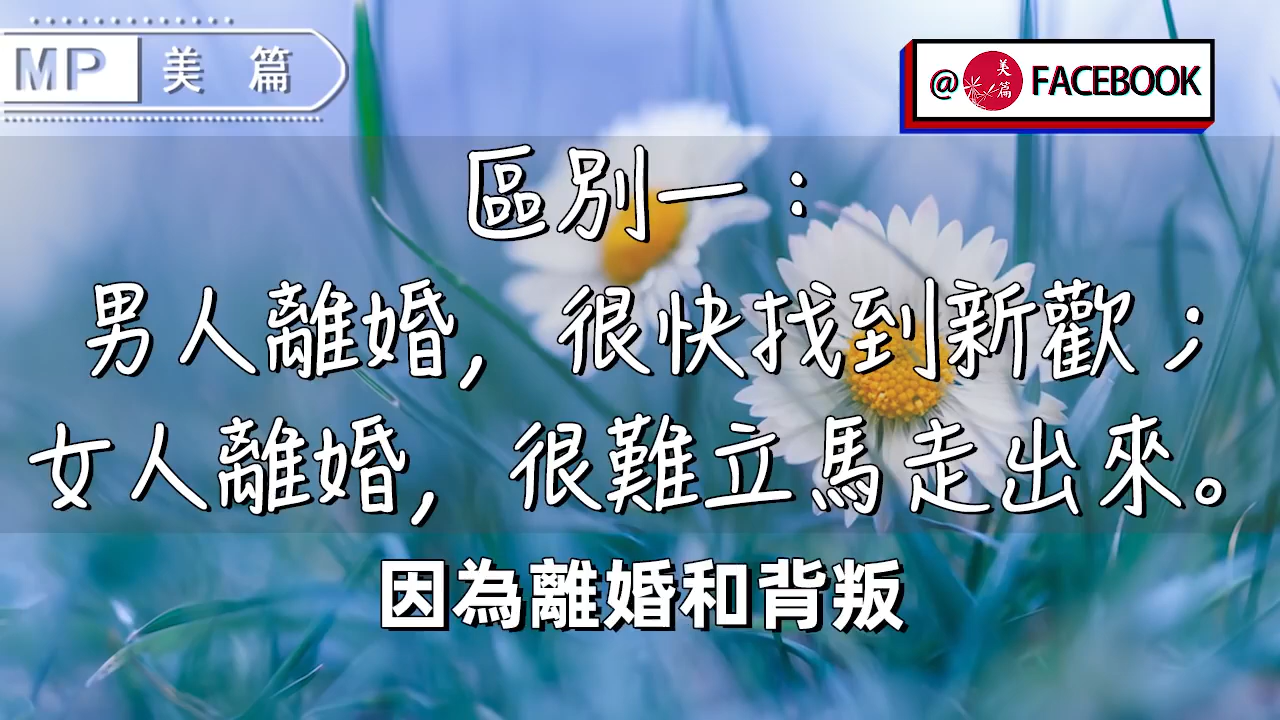 MP 美篇
@ 美篇 FACEBOOK
區別一：
男人離婚，很快找到新歡；
女人離婚，很難立馬走出來。
因為離婚和背叛